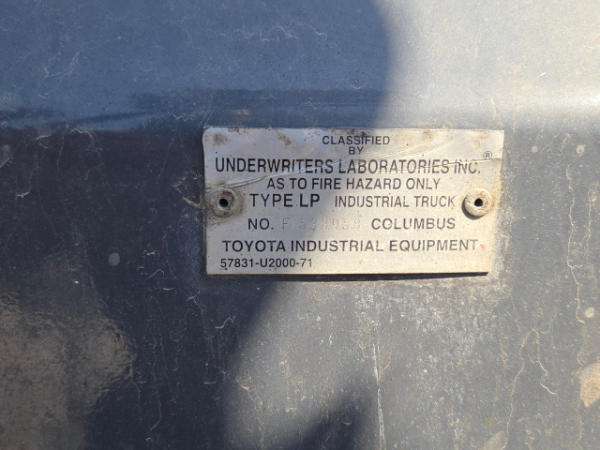 CLASSIFIED
BY
UNDERWRITERS LABORATORIES INC.®
AS TO FIRE HAZARD ONLY
TYPE LP INDUSTRIAL TRUCK
NO. F COLUMBUS
TOYOTA INDUSTRIAL EQUIPMENT
57831-U2000-71